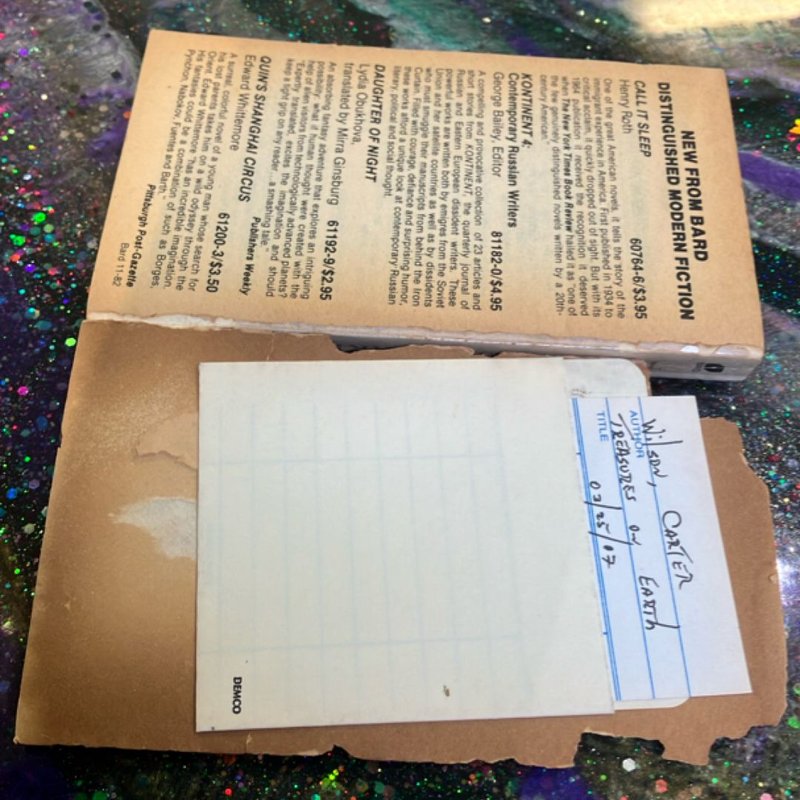 NEW FROM BARD
DISTINGUISHED MODERN FICTION
CALL IT SLEEP
Henry Roth 60764-6/$3.95
One of the great American novels, it tells the story of the
immigrant experience in America. First published in 1934 to
critical acclaim, it quickly dropped out of sight. But with its
1964 publication it received the recognition it deserved
when The New York Times Book Review hailed it as "one of
the few genuinely distinguished novels written by a 20th-
century American."
KONTINENT 4:
Contemporary Russian Writers
George Bailey, Editor 81182-0/$4.95
A compelling and provocative collection of 23 articles and
short stories from KONTINENT, the quarterly journal of
Russian and Eastern European dissident writers. These
powerful works are written both by emigres from the Soviet
Union and her satellite countries as well as by dissidents
who must smuggle their manuscripts from behind the Iron
Curtain. Filled with courage, defiance and surprising humor,
these works afford a unique look at contemporary Russian
literary, political and social thought.
DAUGHTER OF NIGHT
Lydia Obukhova,
translated by Mirra Ginsburg 61192-9/$2.95
An absorbing fantasy adventure that explores an intriguing
possibility: what if human thought were created with the
help of alien visitors from technologically advanced planets?
"Expertly translated, excites the imagination and should
keep a tight grip on any reader...a smashing tale."
Publishers Weekly
QUIN'S SHANGHAI CIRCUS
Edward Whittemore 61200-3/$3.50
A surreal, colorful novel of a young man whose search for
his lost parents takes him on a wild odyssey through the
Orient. Edward Whittemore "has an incredible imagination.
His fantasies could be a combination of such as Borges,
Pynchon, Nabokov, Fuentes and Barth."
Pittsburgh Post-Gazette
Bard 11-82
WilsoN, CARTER
AUTHOR
TREASURES ON EARTH
TITLE
02/25/07
DEMCO